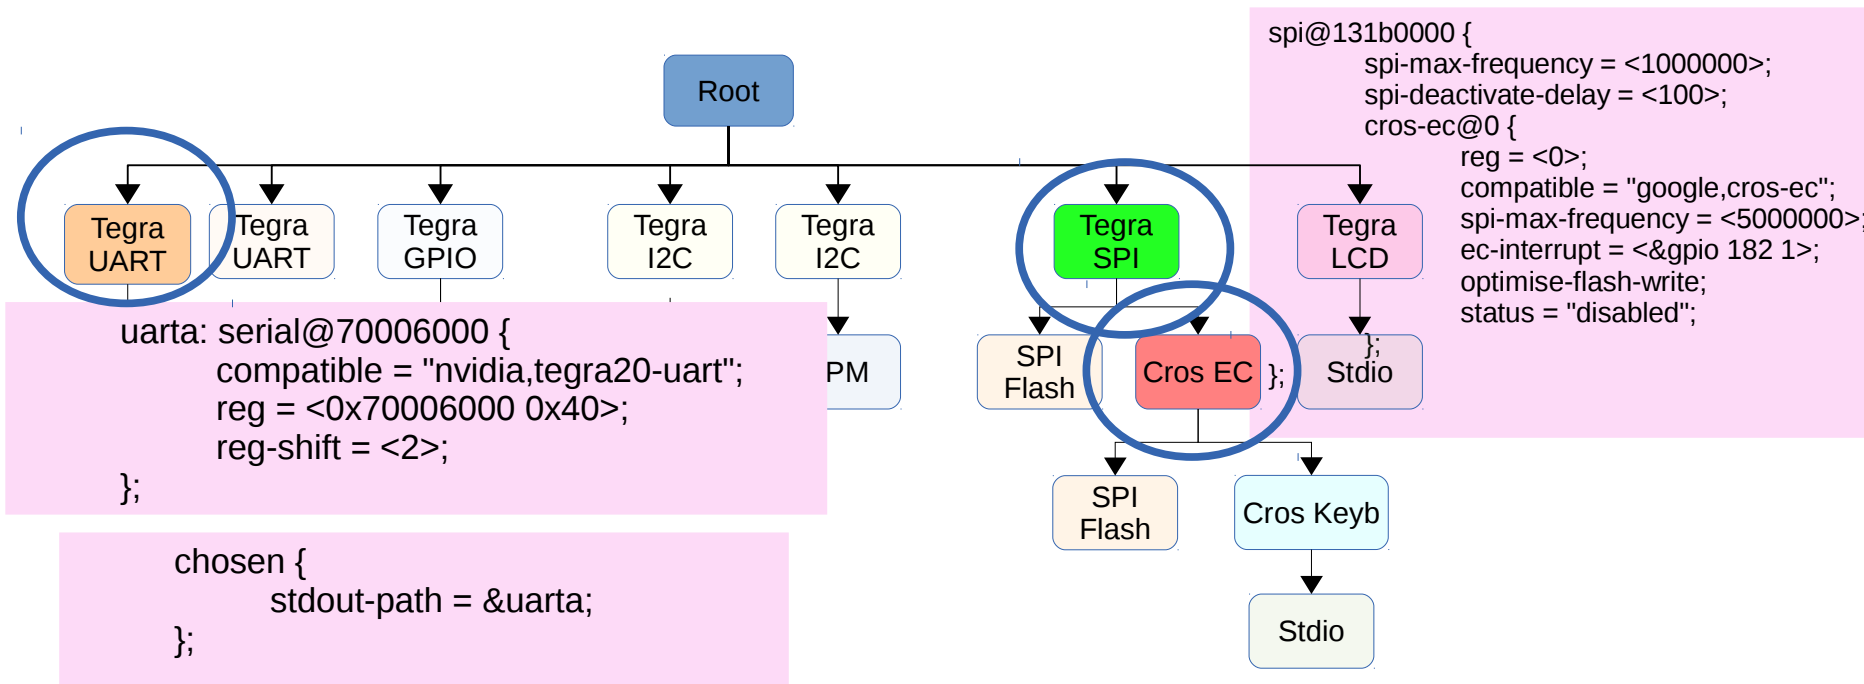 Root
Tegra
UART
Tegra
UART
Tegra
GPIO
Tegra
I2C
Tegra
I2C
Tegra
SPI
Tegra
LCD
PM
SPI
Flash
Cros EC
Stdio
SPI
Flash
Cros Keyb
Stdio
uarta: serial@70006000 {
compatible = "nvidia,tegra20-uart";
reg = <0x70006000 0x40>;
reg-shift = <2>;
};
chosen {
stdout-path = &uarta;
};
spi@131b0000 {
spi-max-frequency = <1000000>;
spi-deactivate-delay = <100>;
cros-ec@0 {
reg = <0>;
compatible = "google,cros-ec";
spi-max-frequency = <5000000>;
ec-interrupt = <&gpio 182 1>;
optimise-flash-write;
status = "disabled";
};
};